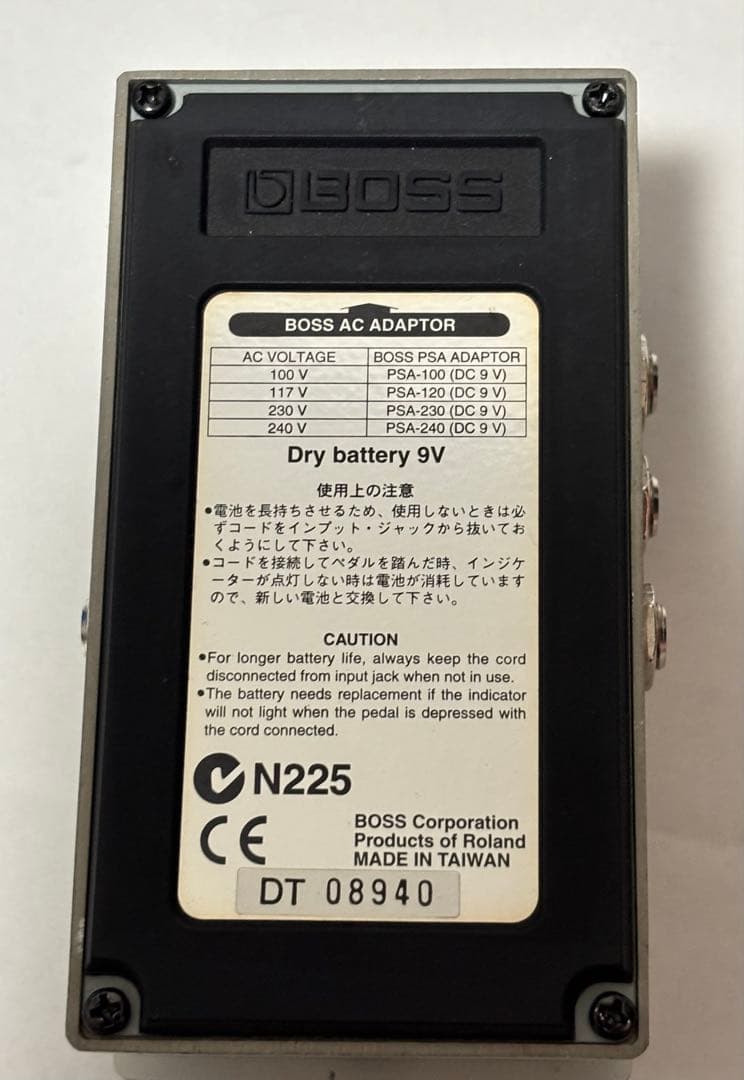 BOSS
BOSS AC ADAPTOR
AC VOLTAGE BOSS PSA ADAPTOR
100 V PSA-100 (DC 9 V)
117 V PSA-120 (DC 9 V)
230 V PSA-230 (DC 9 V)
240 V PSA-240 (DC 9 V)
Dry battery 9V
使用上の注意
●電池を長持ちさせるため、使用しないときは必
ずコードをインプット・ジャックから抜いてお
くようにして下さい。
●コードを接続してペダルを踏んだ時、インジケ
ーターが点灯しない時は電池が消耗しています
ので、新しい電池と交換して下さい。
CAUTION
●For longer battery life, always keep the cord
disconnected from input jack when not in use.
●The battery needs replacement if the indicator
will not light when the pedal is depressed with
the cord connected.
N225
CE
BOSS Corporation
Products of Roland
MADE IN TAIWAN
DT 08940